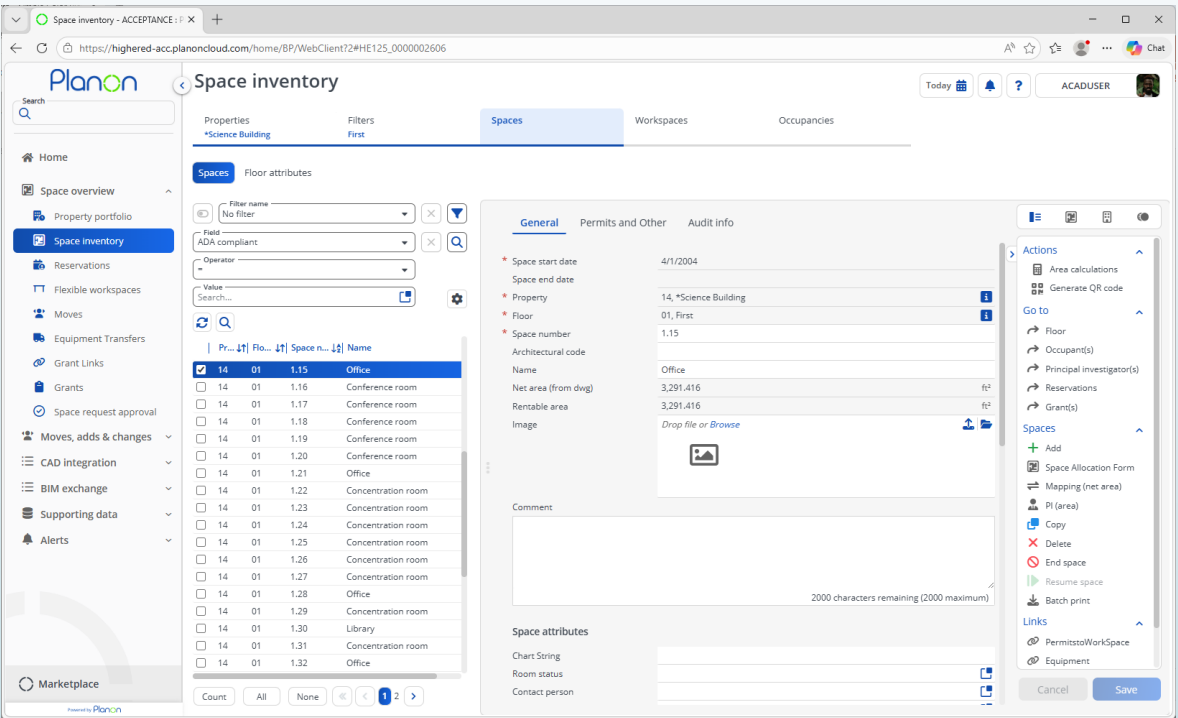 Space inventory - ACCEPTANCE : P
https://highered-acc.planoncloud.com/home/BP/WebClient?2#HE125_0000002606
Chat
Planon
Search
Home
Space overview
Property portfolio
Space inventory
Reservations
Flexible workspaces
Moves
Equipment Transfers
Grant Links
Grants
Space request approval
Moves, adds & changes
CAD integration
BIM exchange
Supporting data
Alerts
Marketplace
Powered by Planon
Space inventory
Today
?
ACADUSER
Properties
*Science Building
Filters
First
Spaces
Workspaces
Occupancies
Spaces Floor attributes
Filter name
No filter
Field
ADA compliant
Operator
=
Value
Search...
Pr... Flo... Space n... Name
14 01 1.15 Office
14 01 1.16 Conference room
14 01 1.17 Conference room
14 01 1.18 Conference room
14 01 1.19 Conference room
14 01 1.20 Conference room
14 01 1.21 Office
14 01 1.22 Concentration room
14 01 1.23 Concentration room
14 01 1.24 Concentration room
14 01 1.25 Concentration room
14 01 1.26 Concentration room
14 01 1.27 Concentration room
14 01 1.28 Office
14 01 1.29 Concentration room
14 01 1.30 Library
14 01 1.31 Concentration room
14 01 1.32 Office
Count All None 1 2
General Permits and Other Audit info
* Space start date 4/1/2004
Space end date
* Property 14, *Science Building
* Floor 01, First
* Space number 1.15
Architectural code
Name Office
Net area (from dwg) 3,291.416 ft²
Rentable area 3,291.416 ft²
Image Drop file or Browse
Comment
2000 characters remaining (2000 maximum)
Space attributes
Chart String
Room status
Contact person
Actions
Area calculations
Generate QR code
Go to
Floor
Occupant(s)
Principal investigator(s)
Reservations
Grant(s)
Spaces
Add
Space Allocation Form
Mapping (net area)
PI (area)
Copy
Delete
End space
Resume space
Batch print
Links
PermitstoWorkSpace
Equipment
Cancel Save